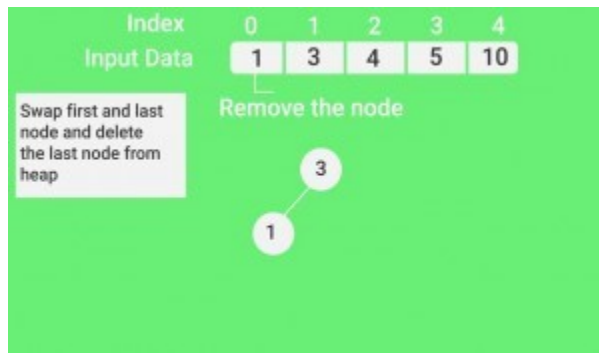 Index 0 1 2 3 4
Input Data 1 3 4 5 10
Swap first and last
node and delete
the last node from
heap
Remove the node
3
1